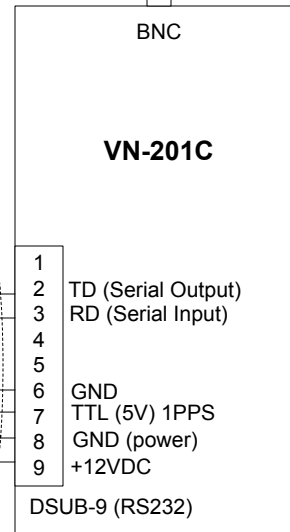 BNC
VN-201C
1
2 TD (Serial Output)
3 RD (Serial Input)
4
5
6 GND
7 TTL (5V) 1PPS
8 GND (power)
9 +12VDC
DSUB-9 (RS232)